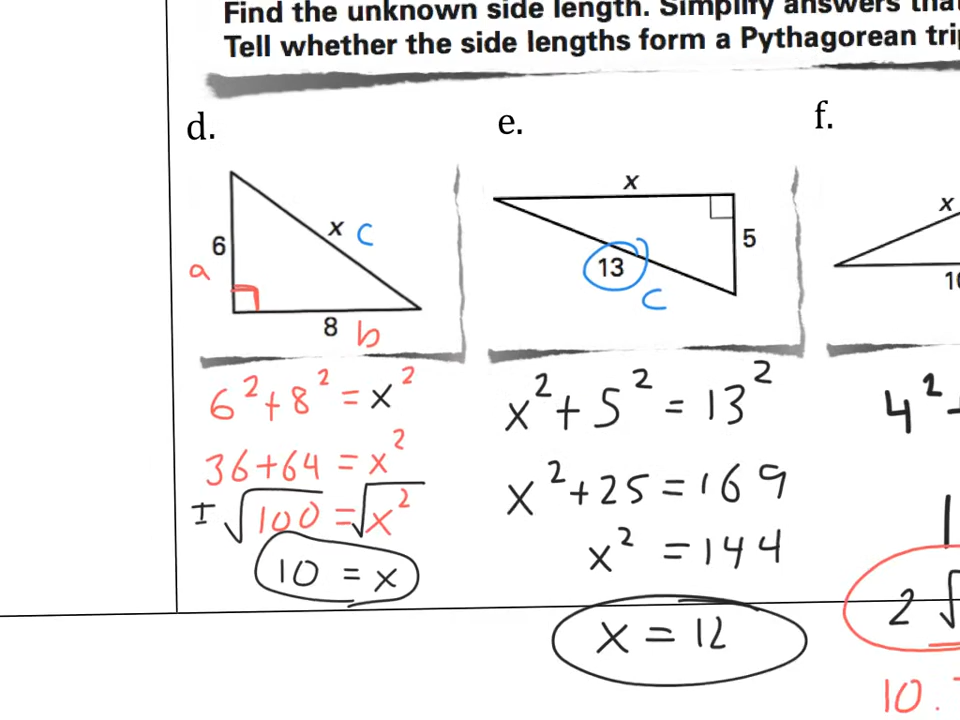 Find the unknown side length. Simplify answers
Tell whether the side lengths form a Pythagorean
d.
6
a
x c
8 b
6² + 8² = x²
36 + 64 = x²
± √100 = √x²
10 = x
e.
x
5
13
c
x² + 5² = 13²
x² + 25 = 169
x² = 144
x = 12
f.
x
4²
2 √
10.